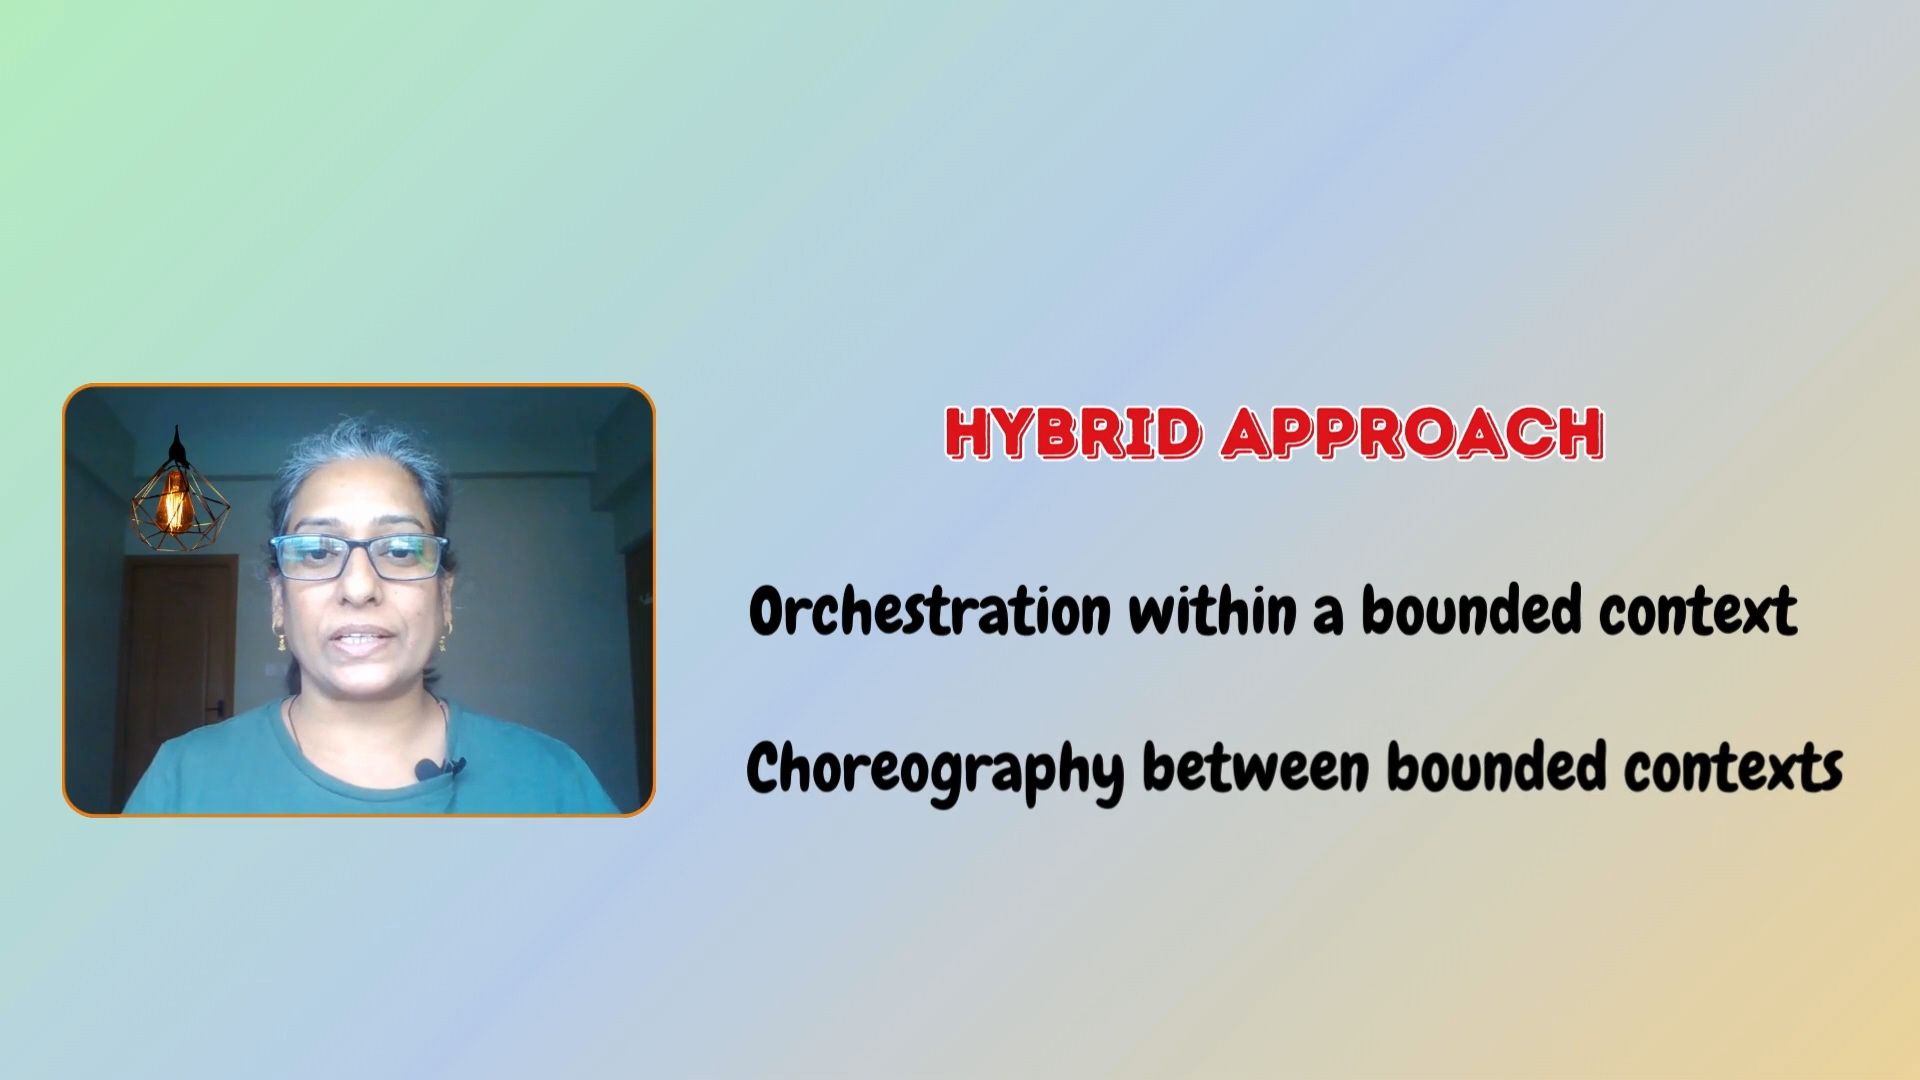 HYBRID APPROACH
Orchestration within a bounded context
Choreography between bounded contexts